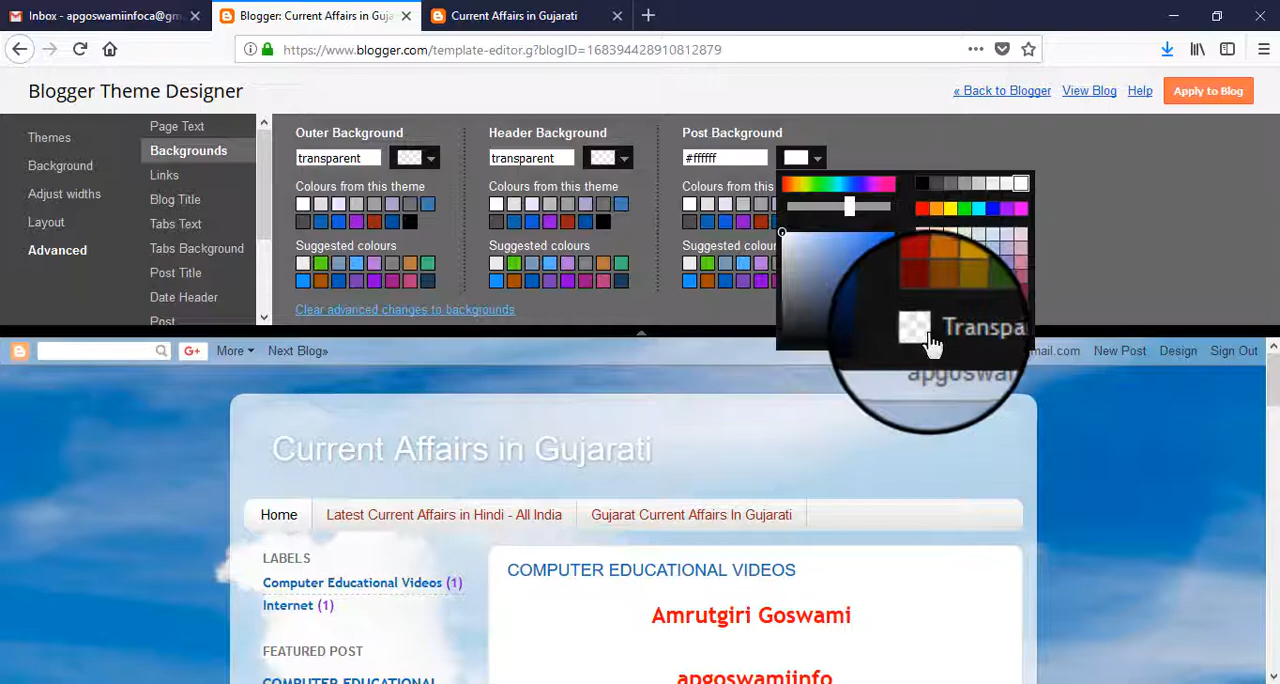 Inbox - apgoswamiinfoca@gm
Blogger: Current Affairs in Guja
Current Affairs in Gujarati
https://www.blogger.com/template-editor.g?blogID=168394428910812879
Blogger Theme Designer
« Back to Blogger
View Blog
Help
Apply to Blog
Themes
Background
Adjust widths
Layout
Advanced
Page Text
Backgrounds
Links
Blog Title
Tabs Text
Tabs Background
Post Title
Date Header
Post
Outer Background
transparent
Colours from this theme
Suggested colours
Header Background
transparent
Colours from this theme
Suggested colours
Post Background
#ffffff
Colours from this
Suggested colours
Clear advanced changes to backgrounds
Transpa
apgoswam
G+
More
Next Blog»
mail.com
New Post
Design
Sign Out
Current Affairs in Gujarati
Home
Latest Current Affairs in Hindi - All India
Gujarat Current Affairs In Gujarati
LABELS
Computer Educational Videos (1)
Internet (1)
FEATURED POST
COMPUTER EDUCATIONAL
COMPUTER EDUCATIONAL VIDEOS
Amrutgiri Goswami
apgoswamiinfo